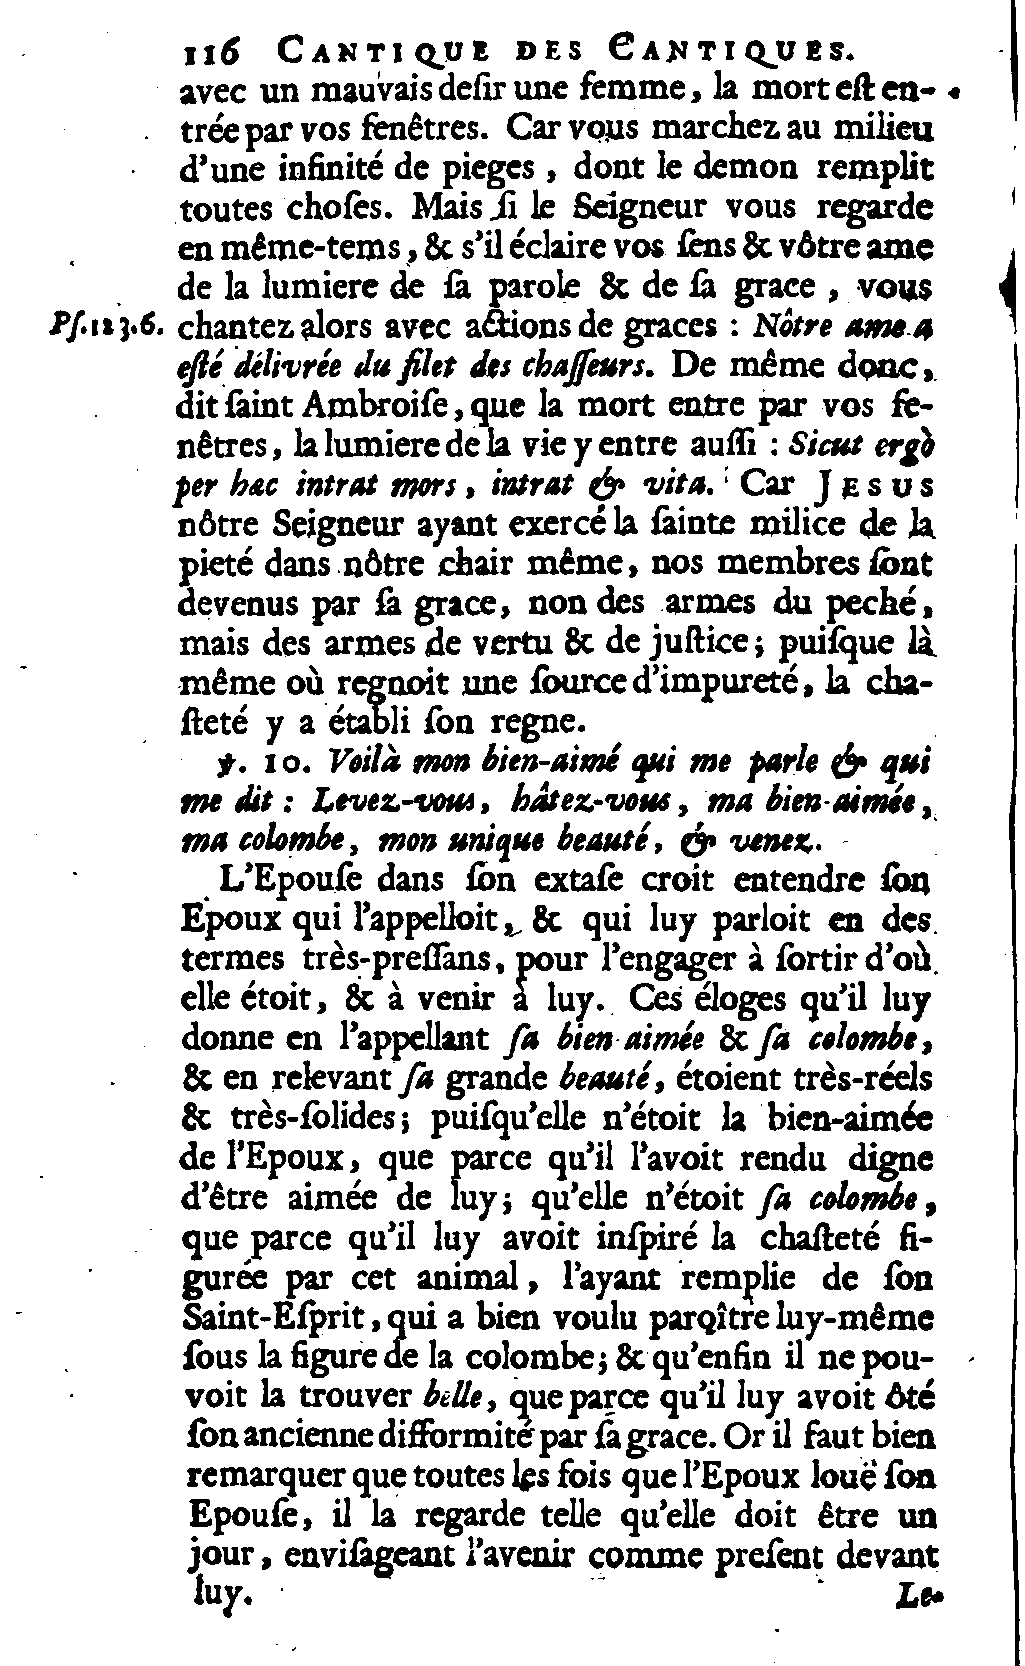 116 CANTIQUE DES CANTIQUES.
avec un mauvais desir une femme, la mort est en-
trée par vos fenêtres. Car vous marchez au milieu
d'une infinité de pieges, dont le demon remplit
toutes choſes. Mais ſi le Seigneur vous regarde
en même-tems, & s'il éclaire vos ſens & vôtre ame
de la lumiere de ſa parole & de ſa grace, vous
Pſ. 123.6. chantez alors avec actions de graces : Nôtre ame a
eſté délivrée du filet des chaſſeurs. De même donc,
dit ſaint Ambroiſe, que la mort entre par vos fe-
nêtres, la lumiere de la vie y entre auſſi : Sicut ergò
per hæc intrat mors, intrat & vita. Car JESUS
nôtre Seigneur ayant exercé la ſainte milice de la
pieté dans nôtre chair même, nos membres ſont
devenus par ſa grace, non des armes du peché,
mais des armes de vertu & de juſtice; puiſque là
même où regnoit une ſource d'impureté, la cha-
ſteté y a établi ſon regne.
℣. 10. Voilà mon bien-aimé qui me parle & qui
me dit : Levez-vous, hâtez-vous, ma bien-aimée,
ma colombe, mon unique beauté, & venez.
L'Epouſe dans ſon extaſe croit entendre ſon
Epoux qui l'appelloit, & qui luy parloit en des
termes très-preſſans, pour l'engager à ſortir d'où
elle étoit, & à venir à luy. Ces éloges qu'il luy
donne en l'appellant ſa bien-aimée & ſa colombe,
& en relevant ſa grande beauté, étoient très-réels
& très-ſolides; puiſqu'elle n'étoit la bien-aimée
de l'Epoux, que parce qu'il l'avoit rendu digne
d'être aimée de luy; qu'elle n'étoit ſa colombe,
que parce qu'il luy avoit inſpiré la chaſteté fi-
gurée par cet animal, l'ayant remplie de ſon
Saint-Eſprit, qui a bien voulu paroître luy-même
ſous la figure de la colombe; & qu'enfin il ne pou-
voit la trouver belle, que parce qu'il luy avoit ôté
ſon ancienne difformité par ſa grace. Or il faut bien
remarquer que toutes les fois que l'Epoux louë ſon
Epouſe, il la regarde telle qu'elle doit être un
jour, enviſageant l'avenir comme preſent devant
luy. Le-